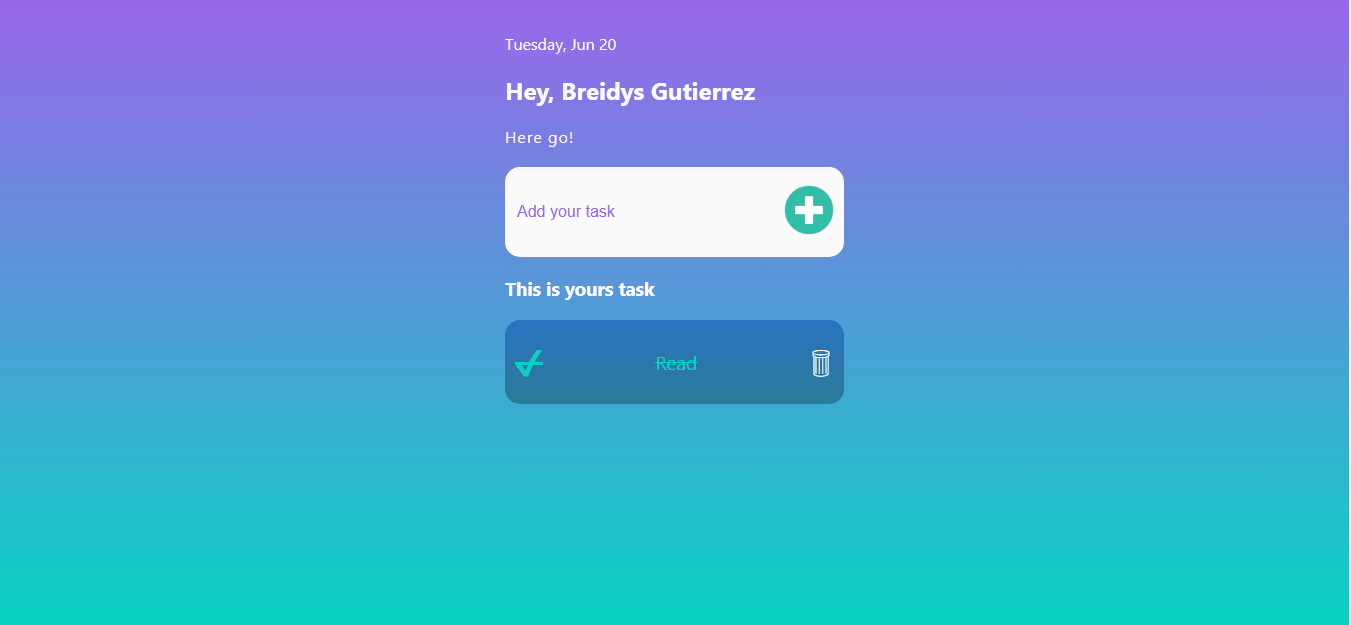 Tuesday, Jun 20
Hey, Breidys Gutierrez
Here go!
Add your task
This is yours task
Read